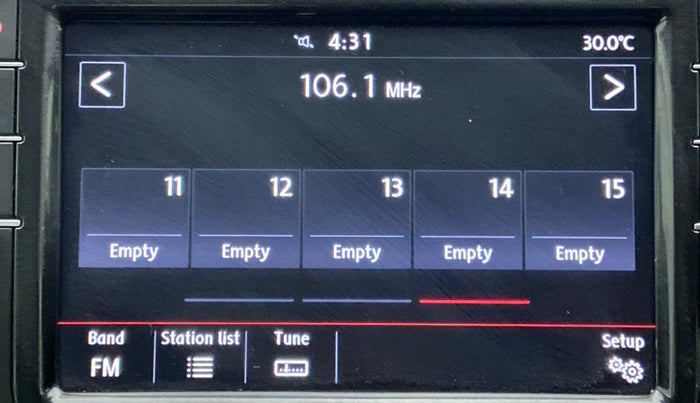 4:31 30.0°C
< 106.1 MHz >
11 12 13 14 15
Empty Empty Empty Empty Empty
Band Station list Tune Setup
FM